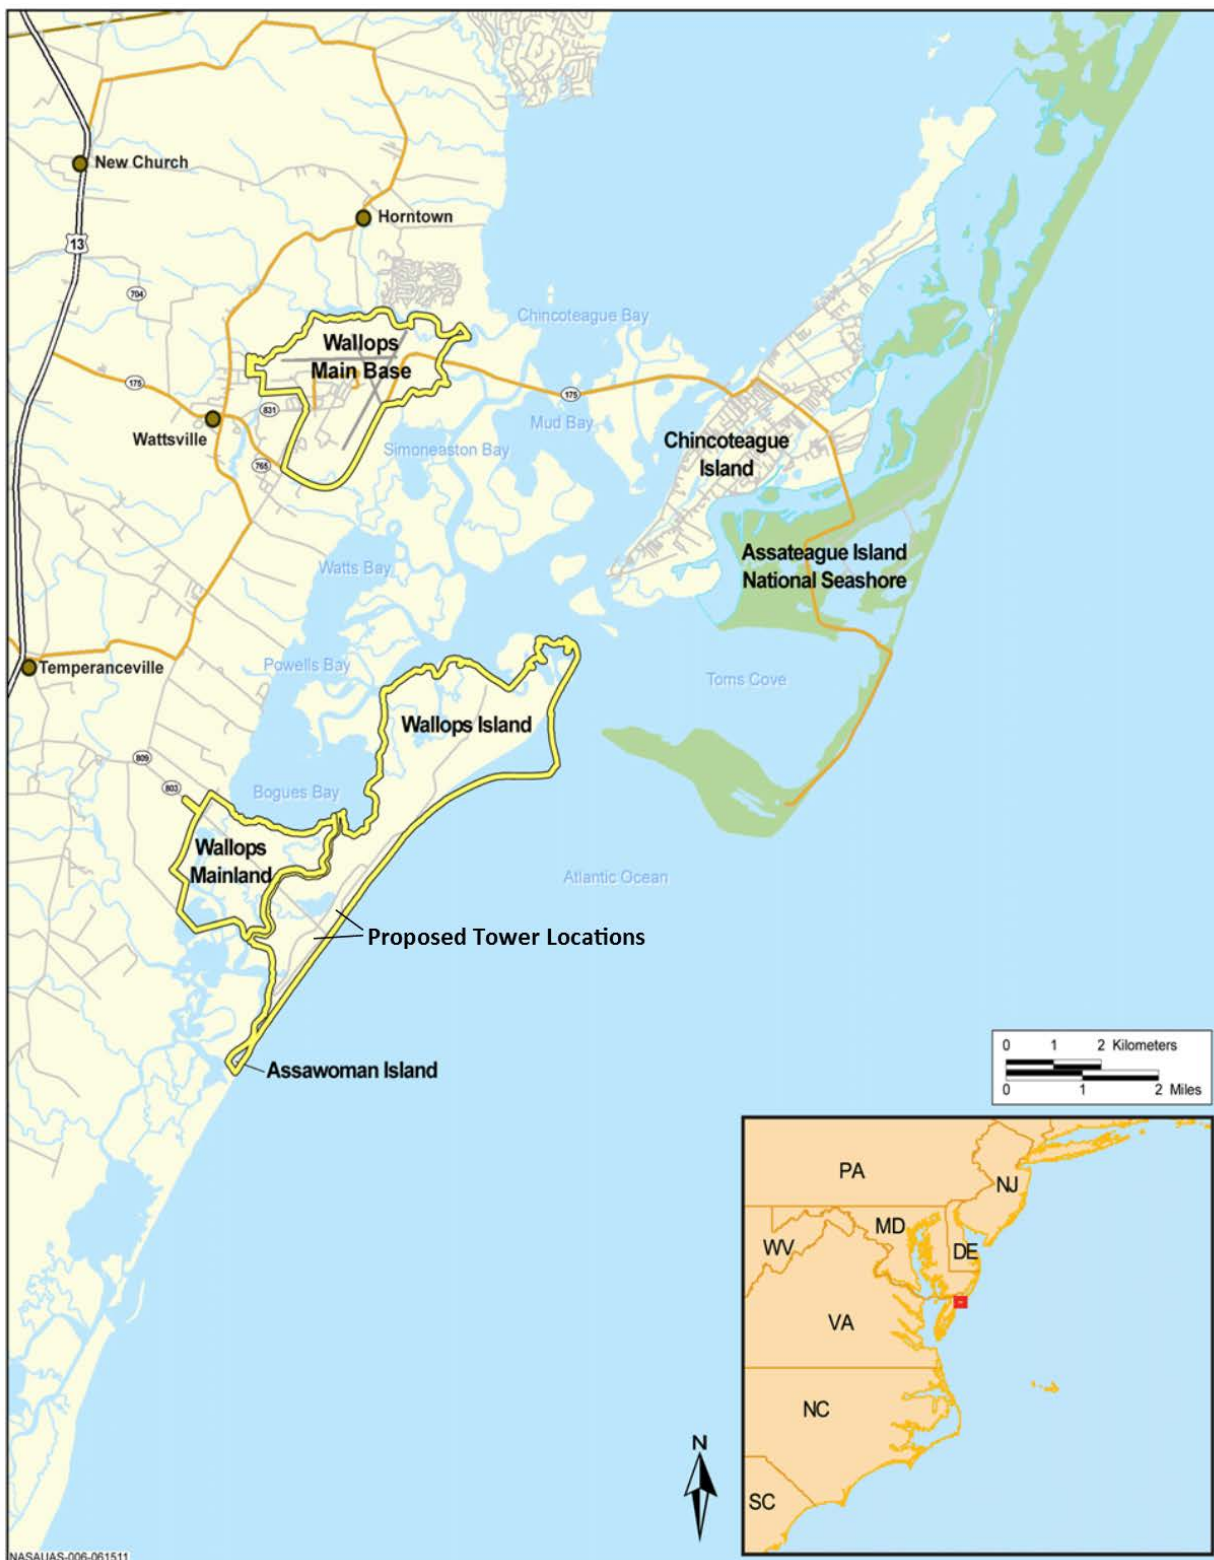 New Church
Horntown
13
704
Chincoteague Bay
Wallops
Main Base
175
175
831
Wattsville
Mud Bay
Simoneaston Bay
Chincoteague
Island
765
Assateague Island
National Seashore
Watts Bay
Temperanceville
Powells Bay
Toms Cove
Wallops Island
809
803
Bogues Bay
Wallops
Mainland
Atlantic Ocean
Proposed Tower Locations
Assawoman Island
0 1 2 Kilometers
0 1 2 Miles
PA
NJ
MD
WV
DE
VA
NC
SC
N
NASAUAS-006-061511